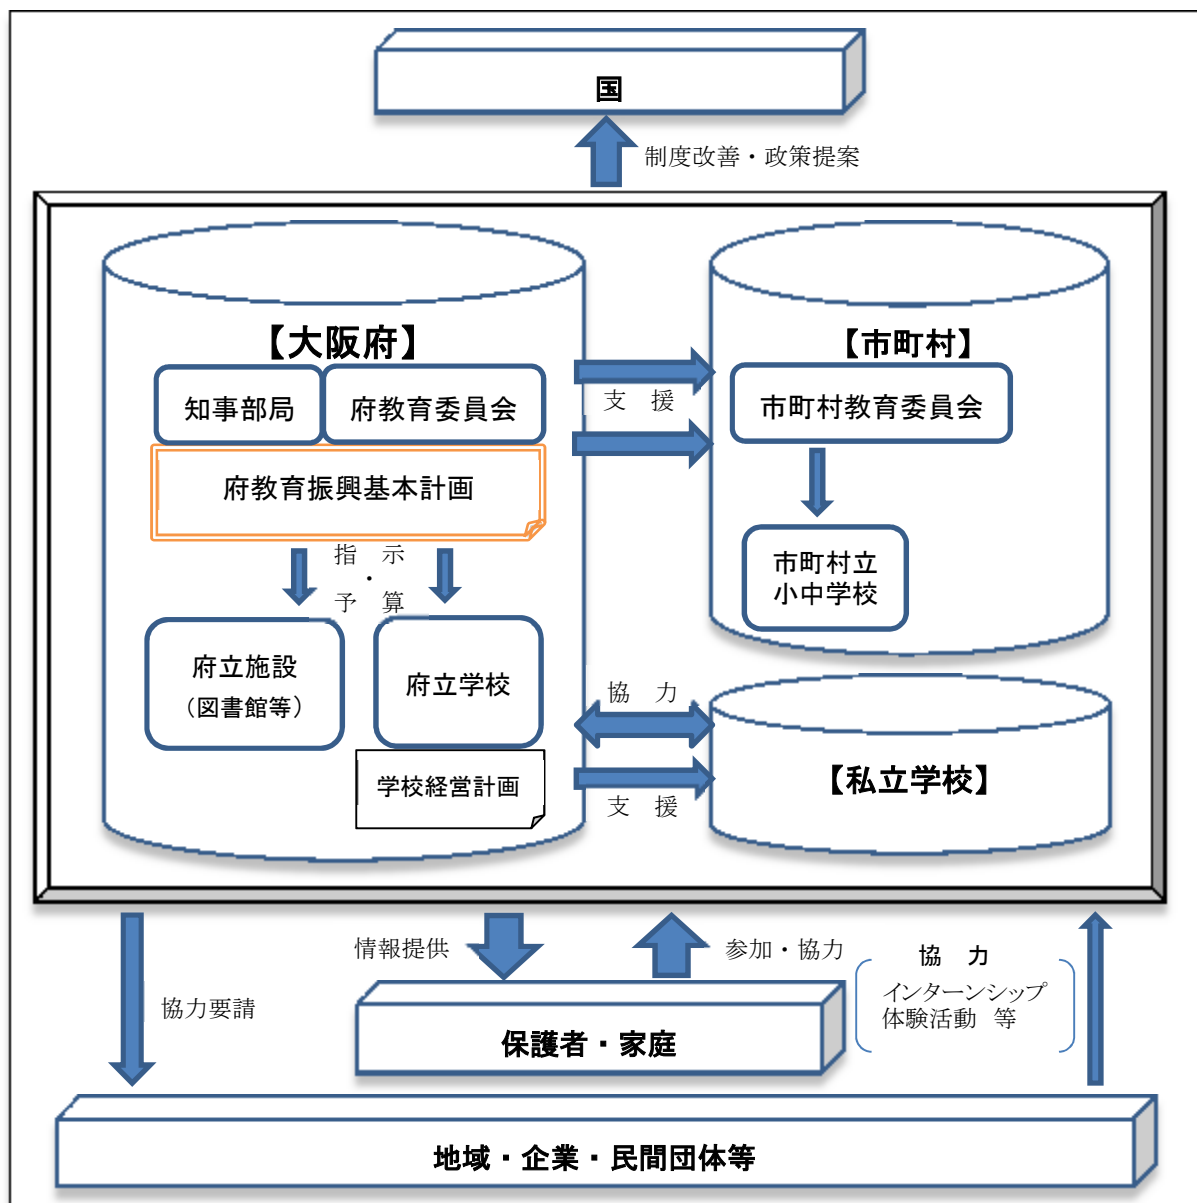 国
制度改善・政策提案
【大阪府】
知事部局
府教育委員会
府教育振興基本計画
指　示
・
予　算
府立施設
（図書館等）
府立学校
学校経営計画
支　援
【市町村】
市町村教育委員会
市町村立
小中学校
協　力
支　援
【私立学校】
情報提供
参加・協力
協　力
インターンシップ
体験活動　等
協力要請
保護者・家庭
地域・企業・民間団体等